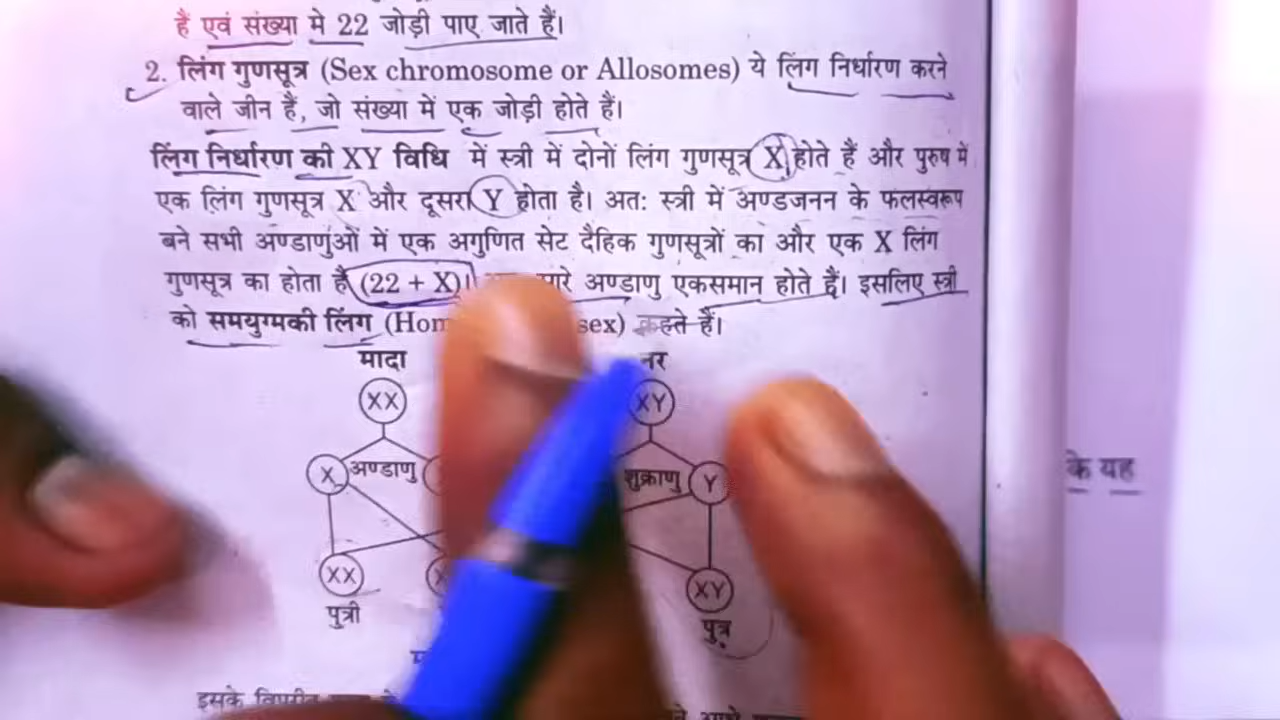 हैं एवं संख्या मे 22 जोड़ी पाए जाते हैं।
2. लिंग गुणसूत्र (Sex chromosome or Allosomes) ये लिंग निर्धारण करने
वाले जीन हैं, जो संख्या में एक जोड़ी होते हैं।
लिंग निर्धारण की XY विधि में स्त्री में दोनों लिंग गुणसूत्र X होते हैं और पुरुष में
एक लिंग गुणसूत्र X और दूसरा Y होता है। अत: स्त्री में अण्डजनन के फलस्वरूप
बने सभी अण्डाणुओं में एक अगुणित सेट दैहिक गुणसूत्रों का और एक X लिंग
गुणसूत्र का होता है (22 + X)। अण्डाणु एकसमान होते हैं। इसलिए स्त्री
को समयुग्मकी लिंग (Hom sex) कहते हैं।
मादा नर
XX XY
X अण्डाणु शुक्राणु Y
के यह
XX XY
पुत्री पुत्र
इसके